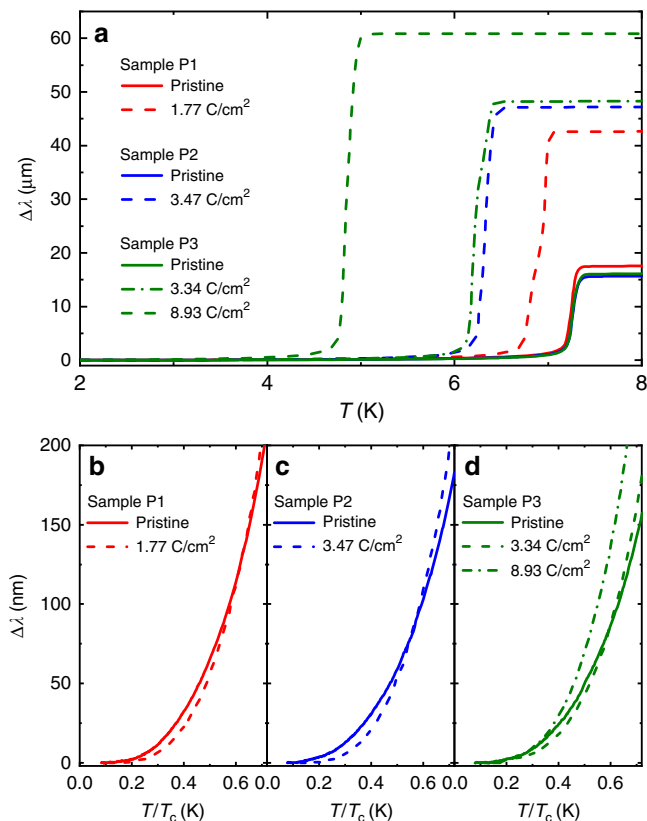 a
Sample P1
Pristine
1.77 C/cm²
Sample P2
Pristine
3.47 C/cm²
Sample P3
Pristine
3.34 C/cm²
8.93 C/cm²
60
50
40
30
20
10
0
Δλ (μm)
2 4 6 8
T (K)
b
Sample P1
Pristine
1.77 C/cm²
c
Sample P2
Pristine
3.47 C/cm²
d
Sample P3
Pristine
3.34 C/cm²
8.93 C/cm²
200
150
100
50
0
Δλ (nm)
0.0 0.2 0.4 0.6 0.0 0.2 0.4 0.6 0.0 0.2 0.4 0.6
T/Tc (K) T/Tc (K) T/Tc (K)